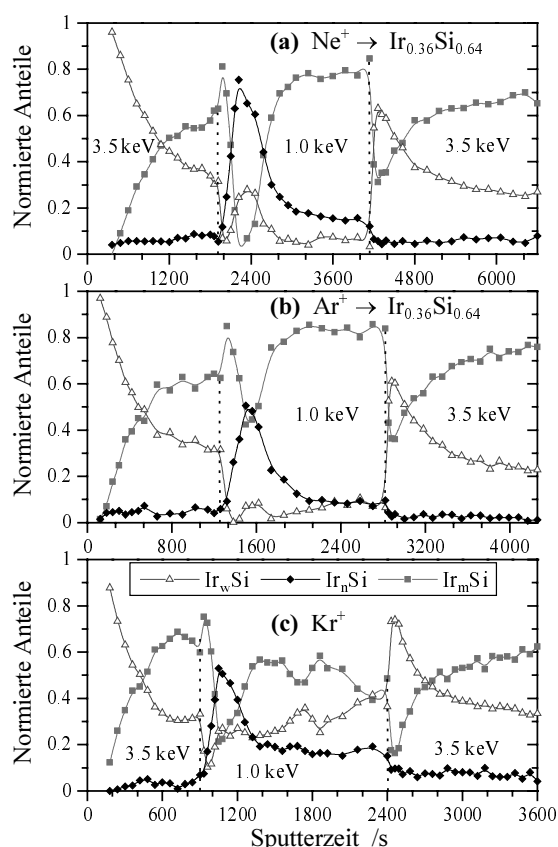 (a) Ne⁺ → Ir₀.₃₆Si₀.₆₄
Normierte Anteile
0.8
0.6
0.4
0.2
0
3.5 keV
1.0 keV
3.5 keV
0 1200 2400 3600 4800 6000
(b) Ar⁺ → Ir₀.₃₆Si₀.₆₄
Normierte Anteile
1
0.8
0.6
0.4
0.2
0
3.5 keV
1.0 keV
3.5 keV
0 800 1600 2400 3200 4000
IrwSi IrnSi IrmSi
(c) Kr⁺
Normierte Anteile
1
0.8
0.6
0.4
0.2
0
3.5 keV
1.0 keV
3.5 keV
0 600 1200 1800 2400 3000 3600
Sputterzeit /s